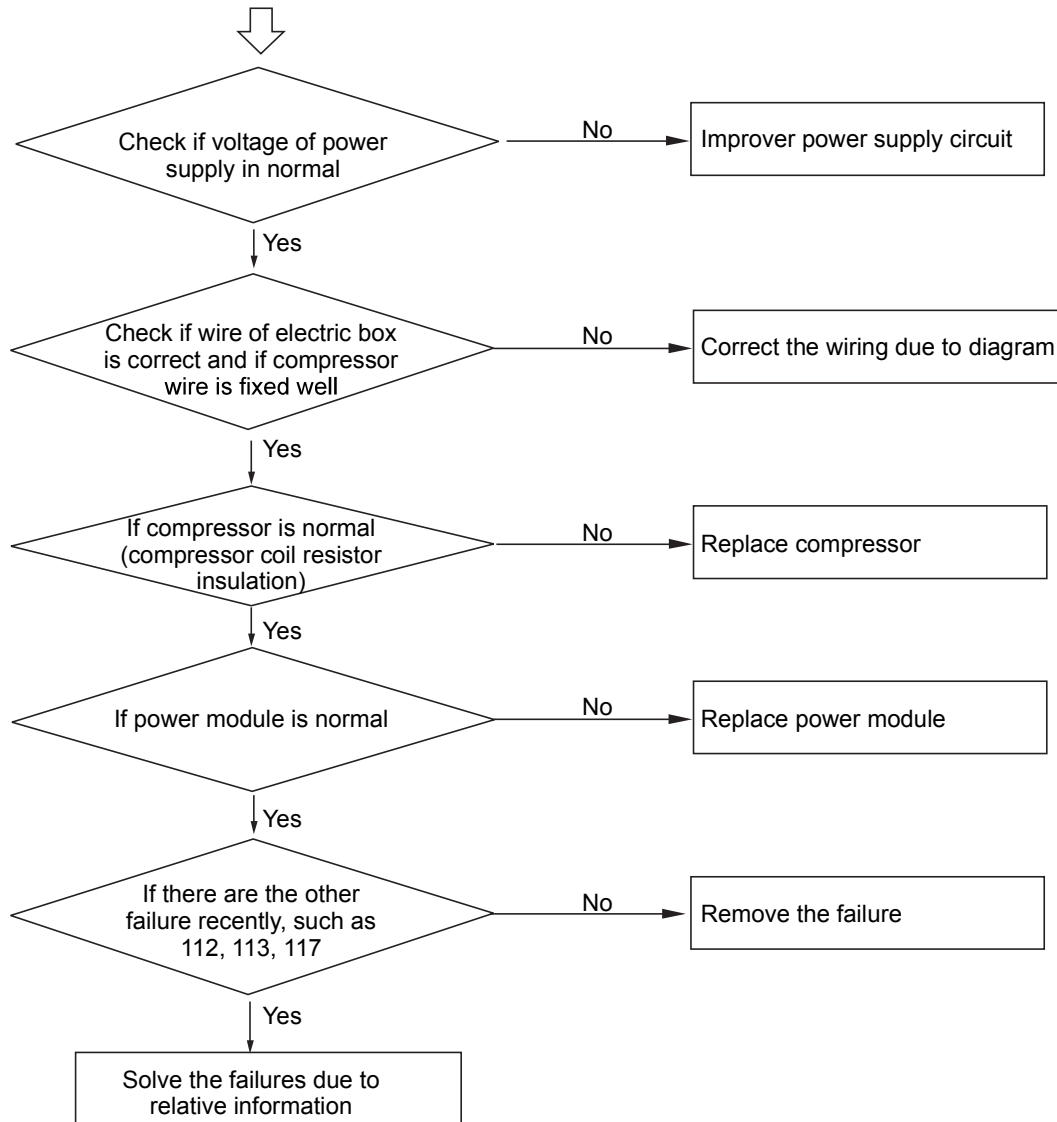 Check if voltage of power
supply in normal
No
Improver power supply circuit
Yes
Check if wire of electric box
is correct and if compressor
wire is fixed well
No
Correct the wiring due to diagram
Yes
If compressor is normal
(compressor coil resistor
insulation)
No
Replace compressor
Yes
If power module is normal
No
Replace power module
Yes
If there are the other
failure recently, such as
112, 113, 117
No
Remove the failure
Yes
Solve the failures due to
relative information